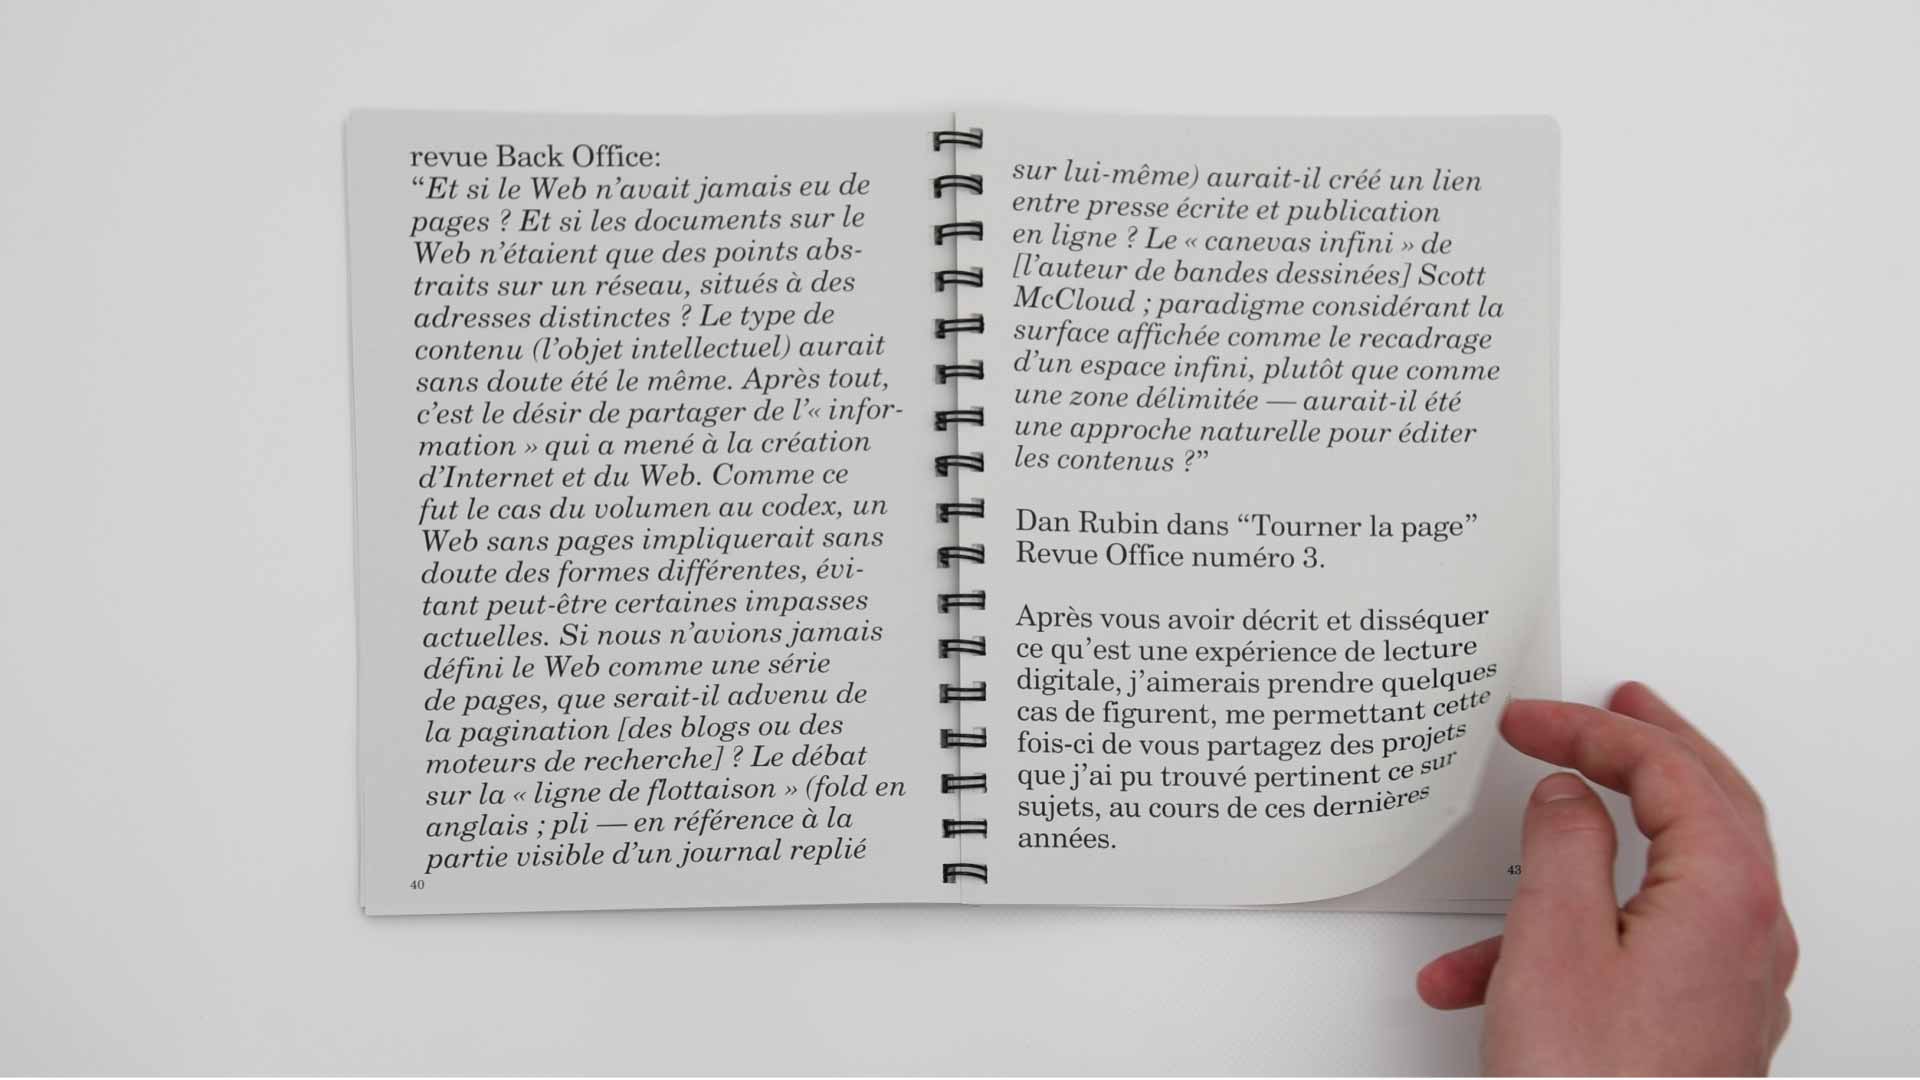 revue Back Office:
“Et si le Web n’avait jamais eu de
pages ? Et si les documents sur le
Web n’étaient que des points abs-
traits sur un réseau, situés à des
adresses distinctes ? Le type de
contenu (l’objet intellectuel) aurait
sans doute été le même. Après tout,
c’est le désir de partager de l’« infor-
mation » qui a mené à la création
d’Internet et du Web. Comme ce
fut le cas du volumen au codex, un
Web sans pages impliquerait sans
doute des formes différentes, évi-
tant peut-être certaines impasses
actuelles. Si nous n’avions jamais
défini le Web comme une série
de pages, que serait-il advenu de
la pagination [des blogs ou des
moteurs de recherche] ? Le débat
sur la « ligne de flottaison » (fold en
anglais ; pli — en référence à la
partie visible d’un journal replié
40
sur lui-même) aurait-il créé un lien
entre presse écrite et publication
en ligne ? Le « canevas infini » de
[l’auteur de bandes dessinées] Scott
McCloud ; paradigme considérant la
surface affichée comme le recadrage
d’un espace infini, plutôt que comme
une zone délimitée — aurait-il été
une approche naturelle pour éditer
les contenus ?”
Dan Rubin dans “Tourner la page”
Revue Office numéro 3.
Après vous avoir décrit et disséquer
ce qu’est une expérience de lecture
digitale, j’aimerais prendre quelques
cas de figurent, me permettant cette
fois-ci de vous partagez des projets
que j’ai pu trouvé pertinent ce sur
sujets, au cours de ces dernières
années.
43